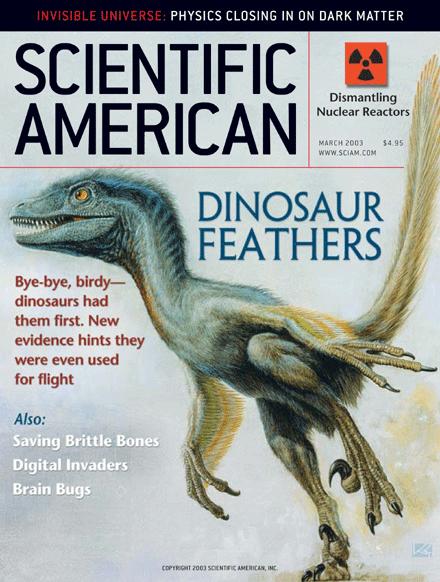 INVISIBLE UNIVERSE: PHYSICS CLOSING IN ON DARK MATTER
SCIENTIFIC
AMERICAN
Dismantling
Nuclear Reactors
MARCH 2003 $4.95
WWW.SCIAM.COM
DINOSAUR
FEATHERS
Bye-bye, birdy—
dinosaurs had
them first. New
evidence hints they
were even used
for flight
Also:
Saving Brittle Bones
Digital Invaders
Brain Bugs
COPYRIGHT 2003 SCIENTIFIC AMERICAN, INC.